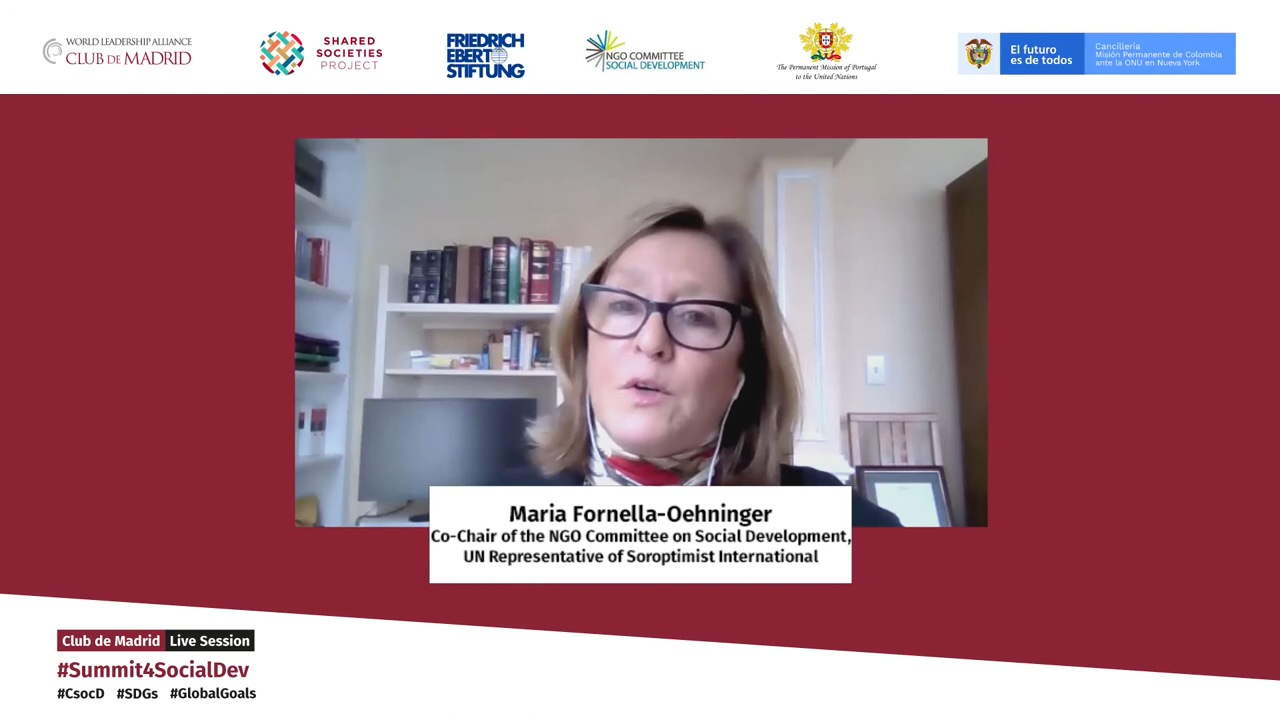 WORLD LEADERSHIP ALLIANCE
CLUB DE MADRID
SHARED
SOCIETIES
PROJECT
FRIEDRICH
EBERT
STIFTUNG
NGO COMMITTEE
SOCIAL DEVELOPMENT
The Permanent Mission of Portugal
to the United Nations
El futuro
es de todos
Cancillería
Misión Permanente de Colombia
ante la ONU en Nueva York
Maria Fornella-Oehninger
Co-Chair of the NGO Committee on Social Development,
UN Representative of Soroptimist International
Club de Madrid Live Session
#Summit4SocialDev
#CsocD #SDGs #GlobalGoals